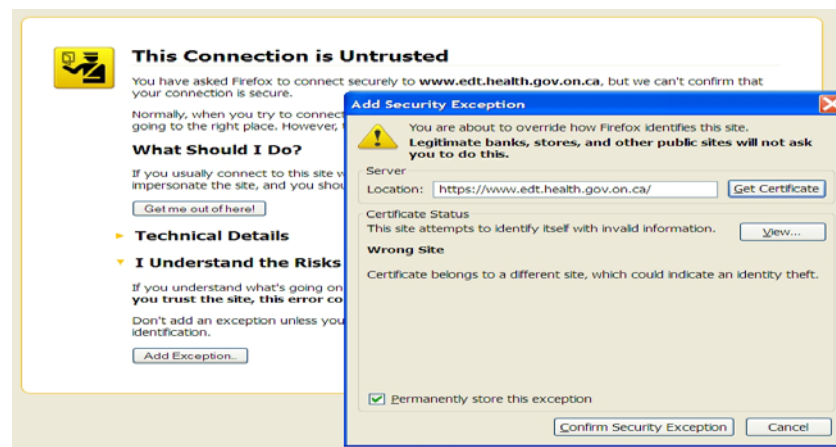 This Connection is Untrusted
You have asked Firefox to connect securely to www.edt.health.gov.on.ca, but we can't confirm that
your connection is secure.
Normally, when you try to connect
going to the right place. However,
What Should I Do?
If you usually connect to this site
impersonate the site, and you
Get me out of here!
Technical Details
I Understand the Risks
If you understand what's going on
you trust the site, this error
Don't add an exception unless you
identification.
Add Exception...
Add Security Exception
You are about to override how Firefox identifies this site.
Legitimate banks, stores, and other public sites will not ask
you to do this.
Server
Location: https://www.edt.health.gov.on.ca/ Get Certificate
Certificate Status
This site attempts to identify itself with invalid information. View...
Wrong Site
Certificate belongs to a different site, which could indicate an identity theft.
Permanently store this exception
Confirm Security Exception Cancel